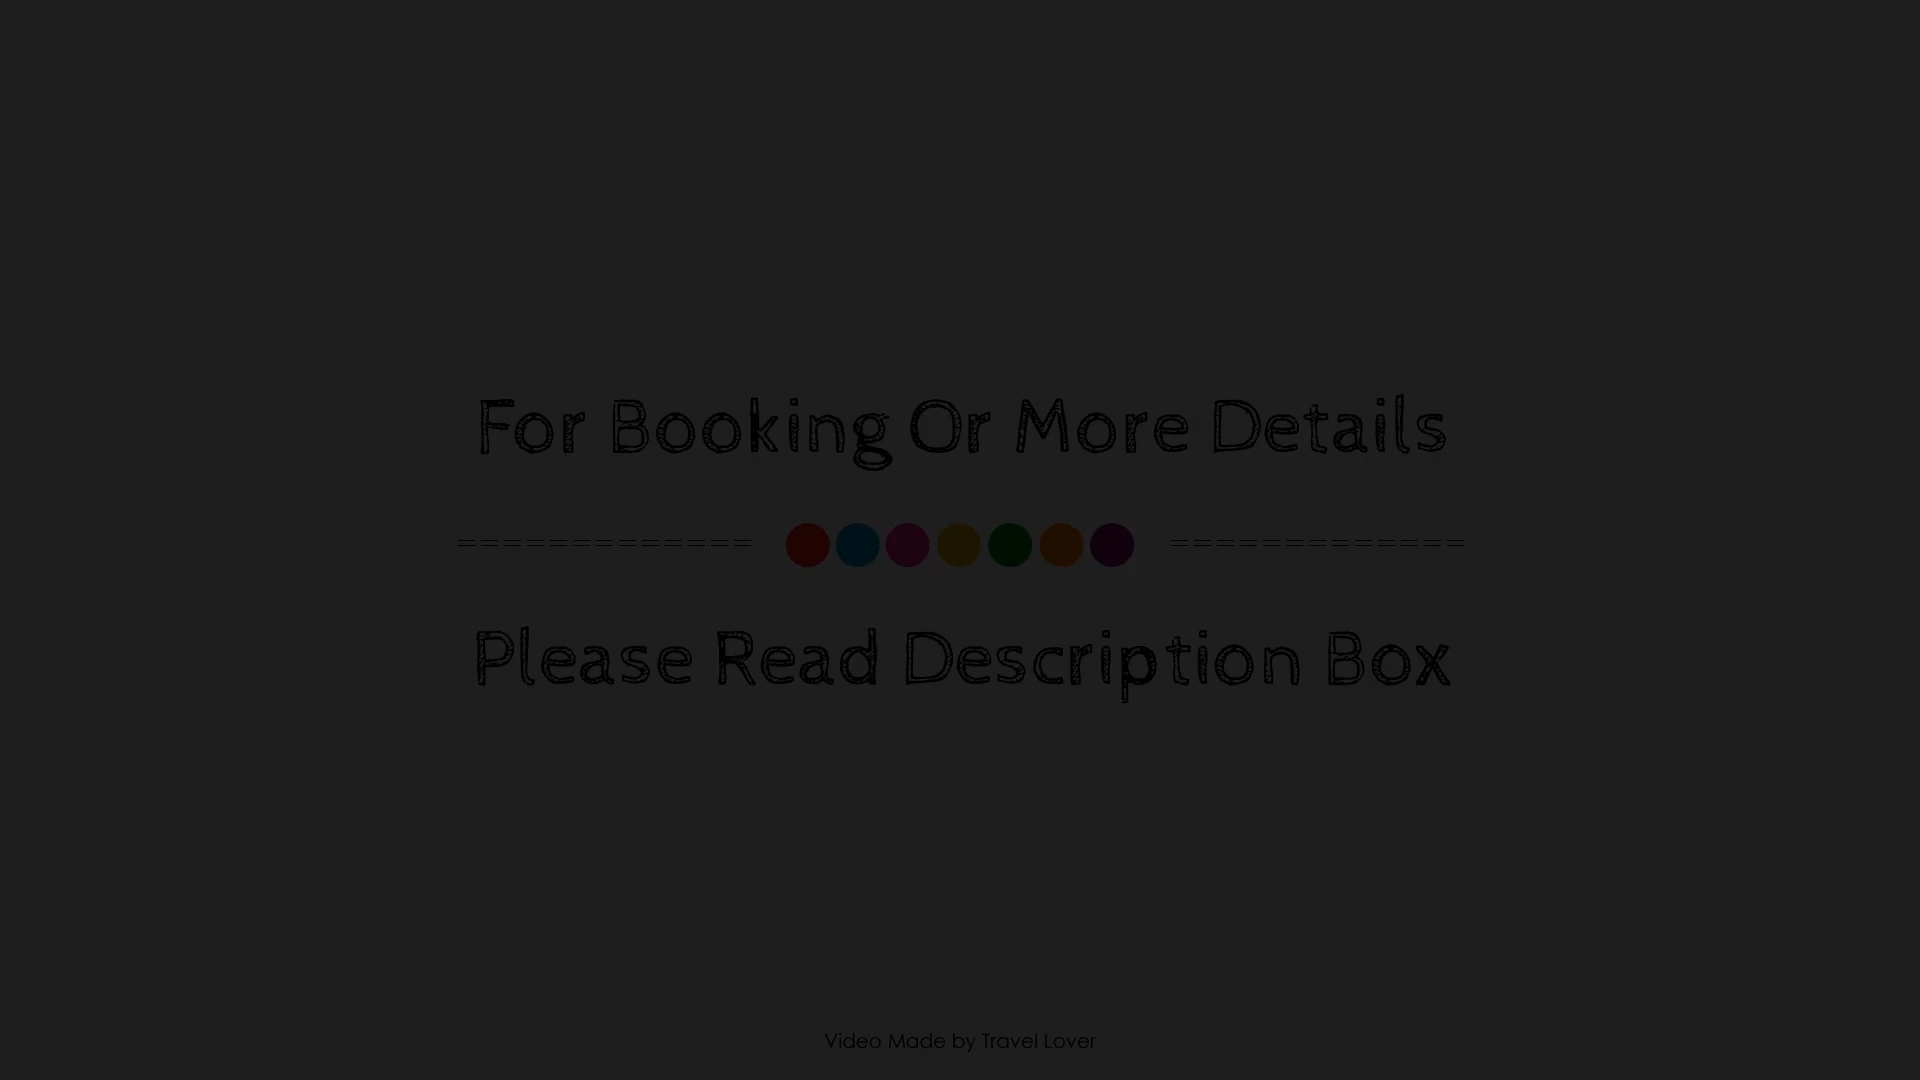 For Booking Or More Details
============= =============
Please Read Description Box
Video Made by Travel Lover